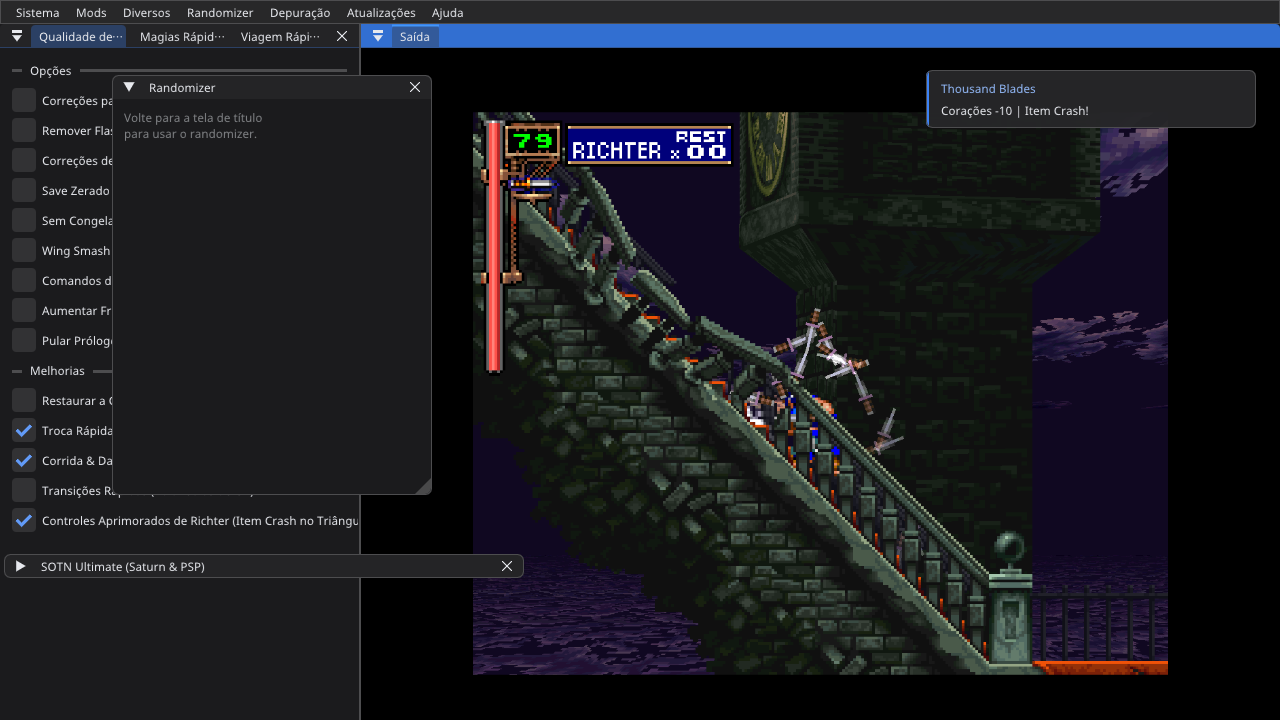 Sistema Mods Diversos Randomizer Depuração Atualizações Ajuda
Qualidade de··· Magias Rápid··· Viagem Rápi···
Saída
Opções
Correções pa
Remover Flas
Correções de
Save Zerado
Sem Congela
Wing Smash
Comandos d
Aumentar Fr
Pular Prólog
Melhorias
Restaurar a
Troca Rápida
Corrida & Da
Transições
Controles Aprimorados de Richter (Item Crash no Triângu
Randomizer
Volte para a tela de título
para usar o randomizer.
SOTN Ultimate (Saturn & PSP)
79
REST
RICHTER x 00
Thousand Blades
Corações -10 | Item Crash!